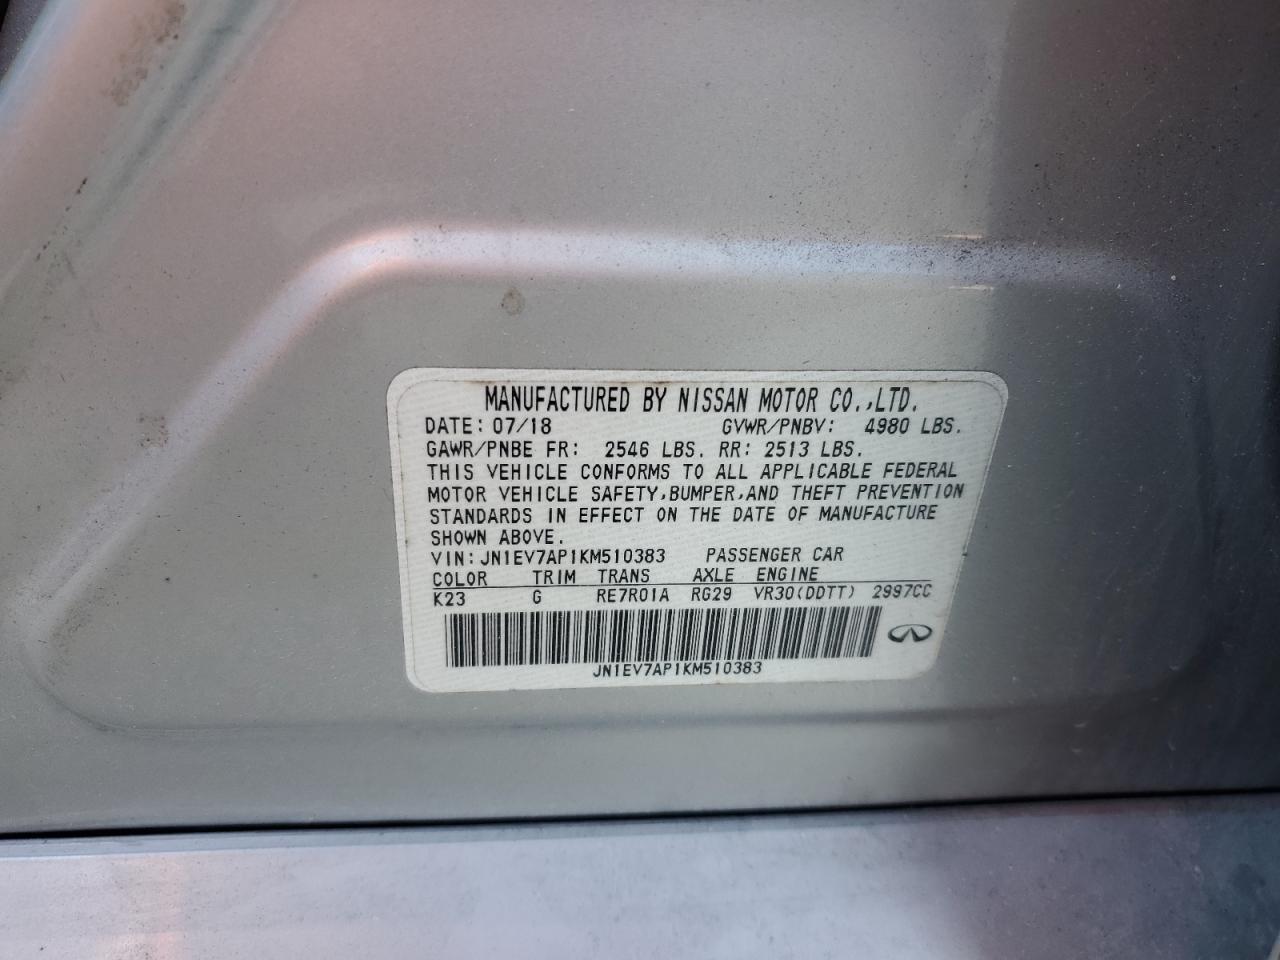 MANUFACTURED BY NISSAN MOTOR CO.,LTD.
DATE: 07/18 GVWR/PNBV: 4980 LBS.
GAWR/PNBE FR: 2546 LBS. RR: 2513 LBS.
THIS VEHICLE CONFORMS TO ALL APPLICABLE FEDERAL
MOTOR VEHICLE SAFETY,BUMPER,AND THEFT PREVENTION
STANDARDS IN EFFECT ON THE DATE OF MANUFACTURE
SHOWN ABOVE.
VIN: JN1EV7AP1KM510383 PASSENGER CAR
COLOR TRIM TRANS AXLE ENGINE
K23 G RE7R01A RG29 VR30(DDTT) 2997CC
JN1EV7AP1KM510383